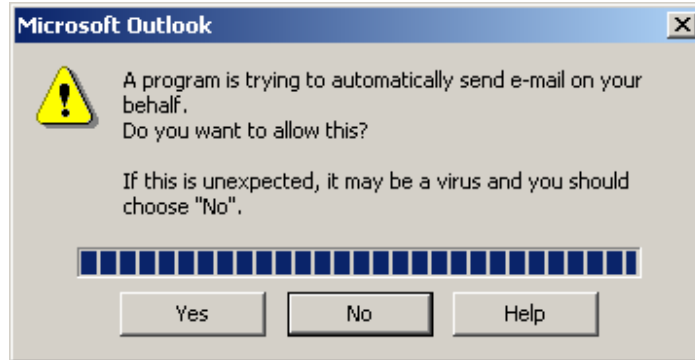 Microsoft Outlook
A program is trying to automatically send e-mail on your
behalf.
Do you want to allow this?
If this is unexpected, it may be a virus and you should
choose "No".
Yes No Help